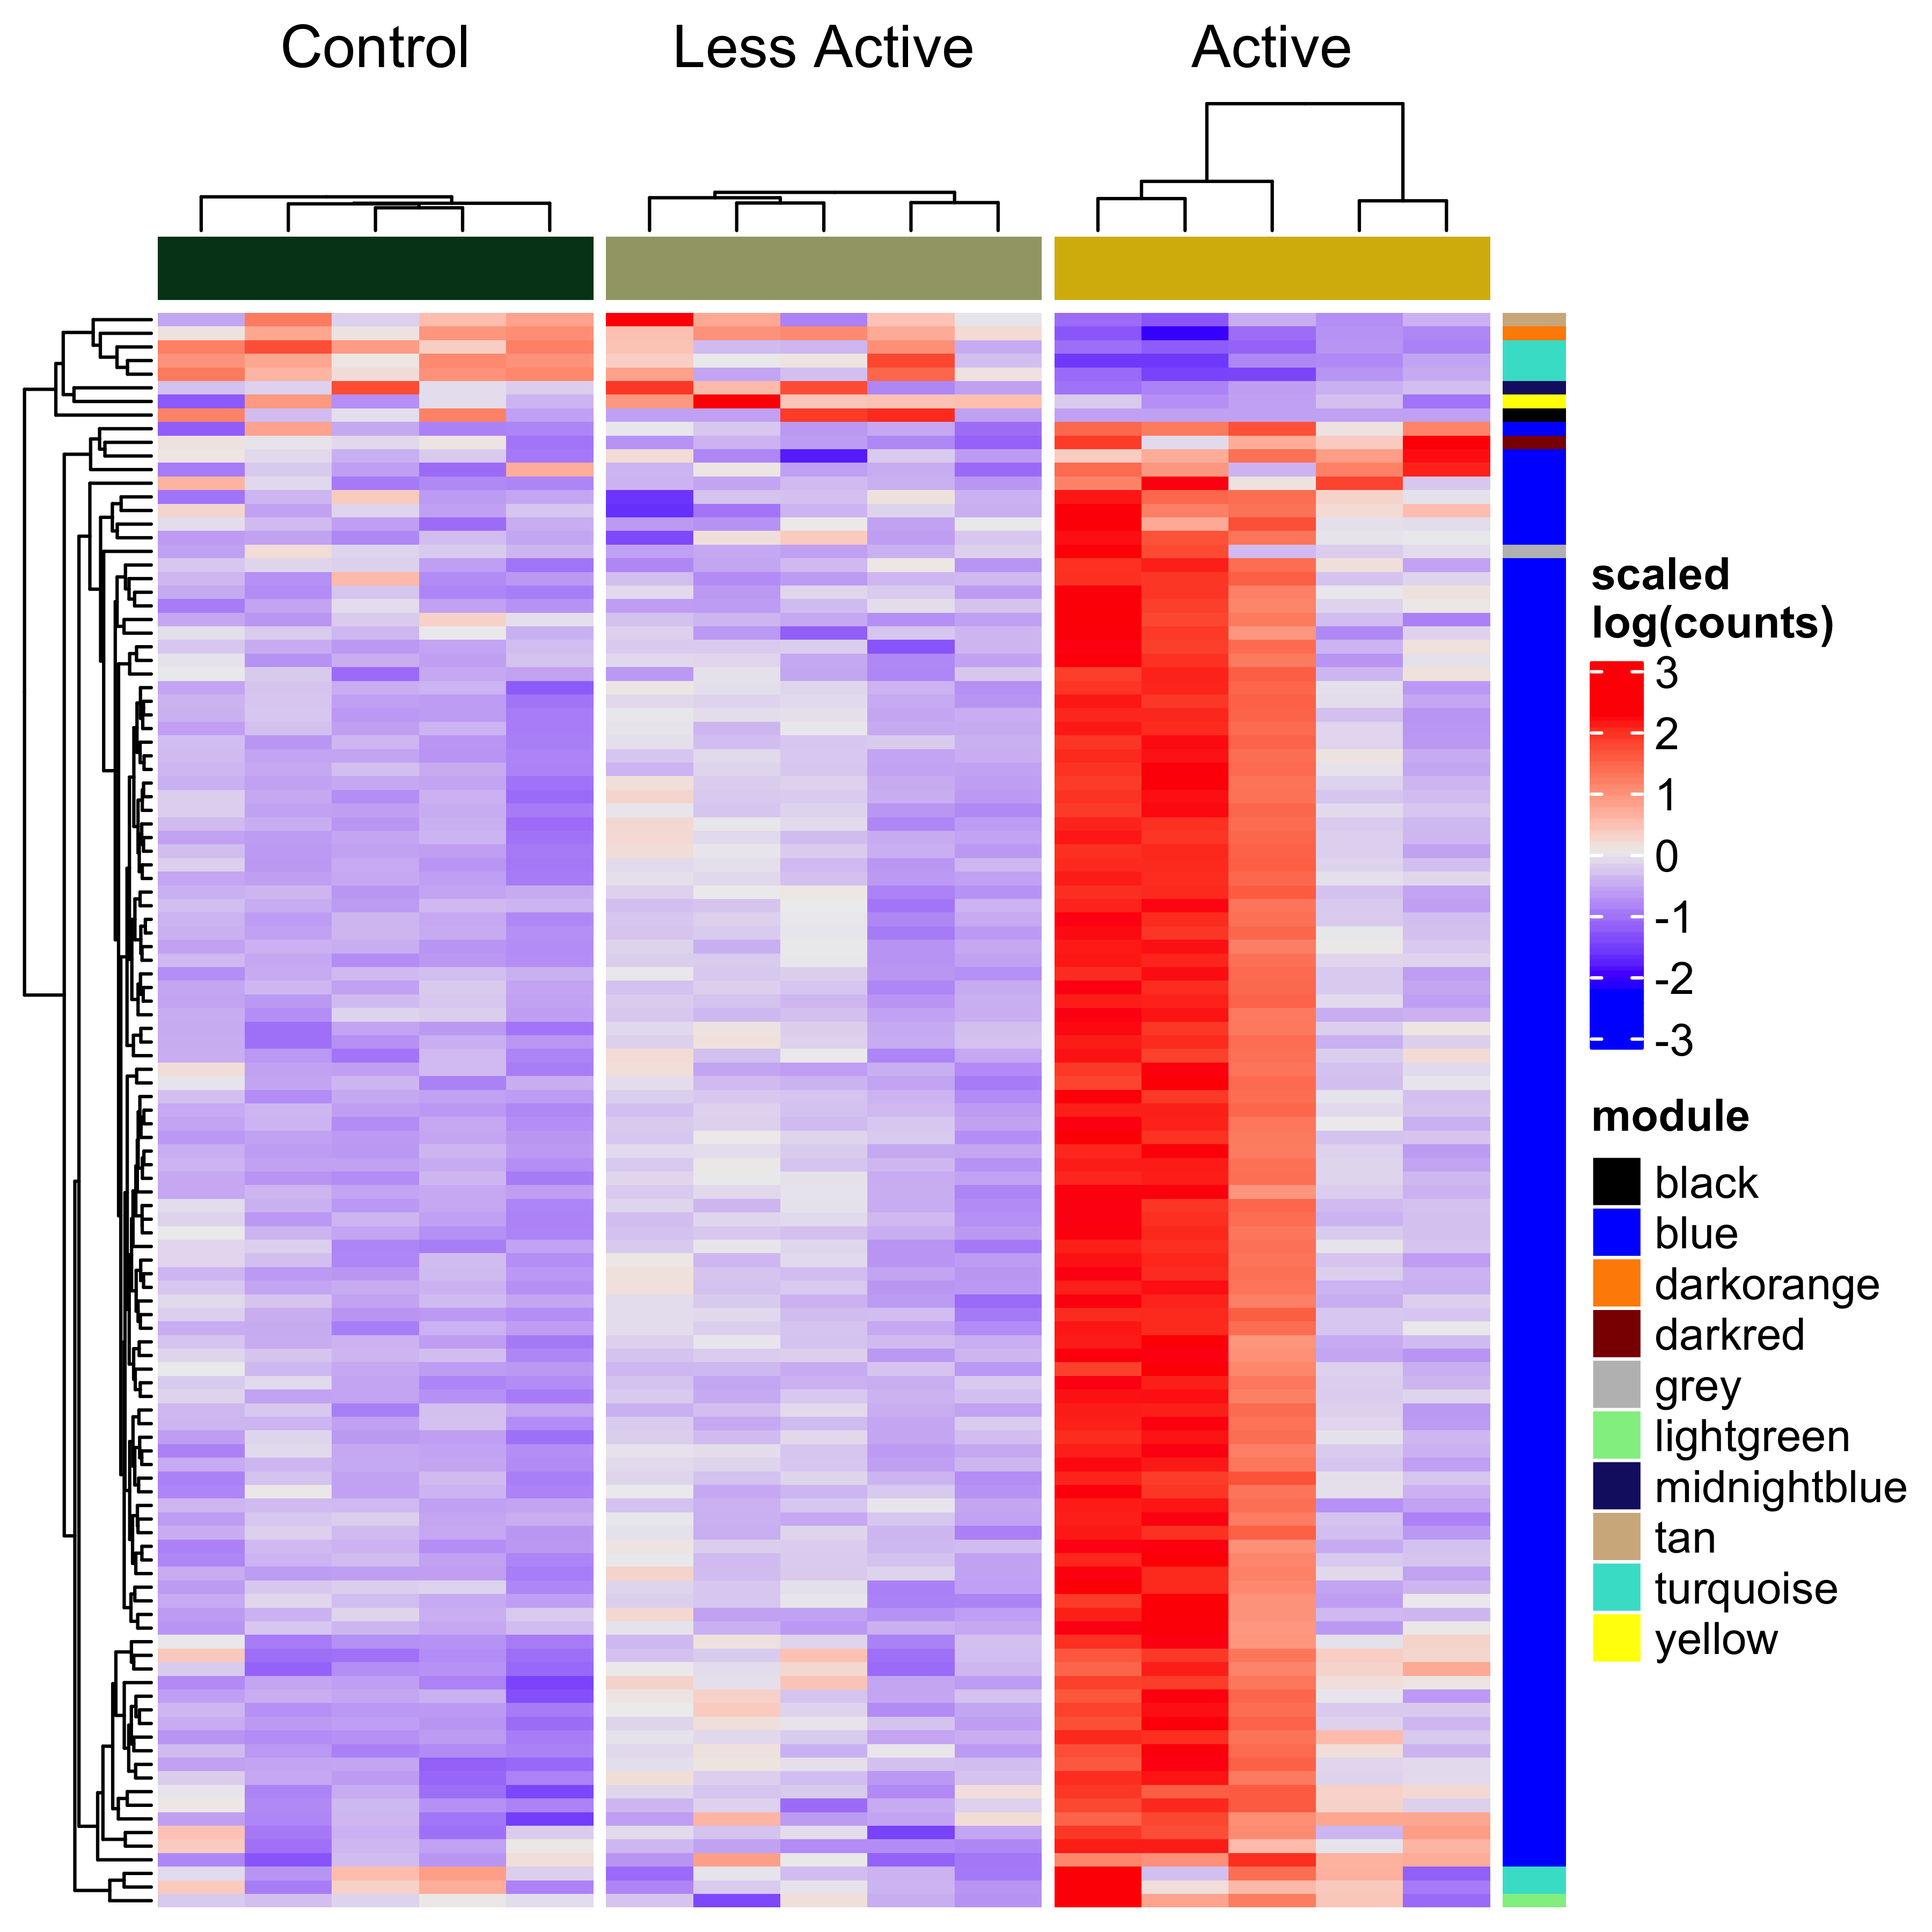 Control Less Active Active
scaled
log(counts)
3
2
1
0
-1
-2
-3
module
black
blue
darkorange
darkred
grey
lightgreen
midnightblue
tan
turquoise
yellow